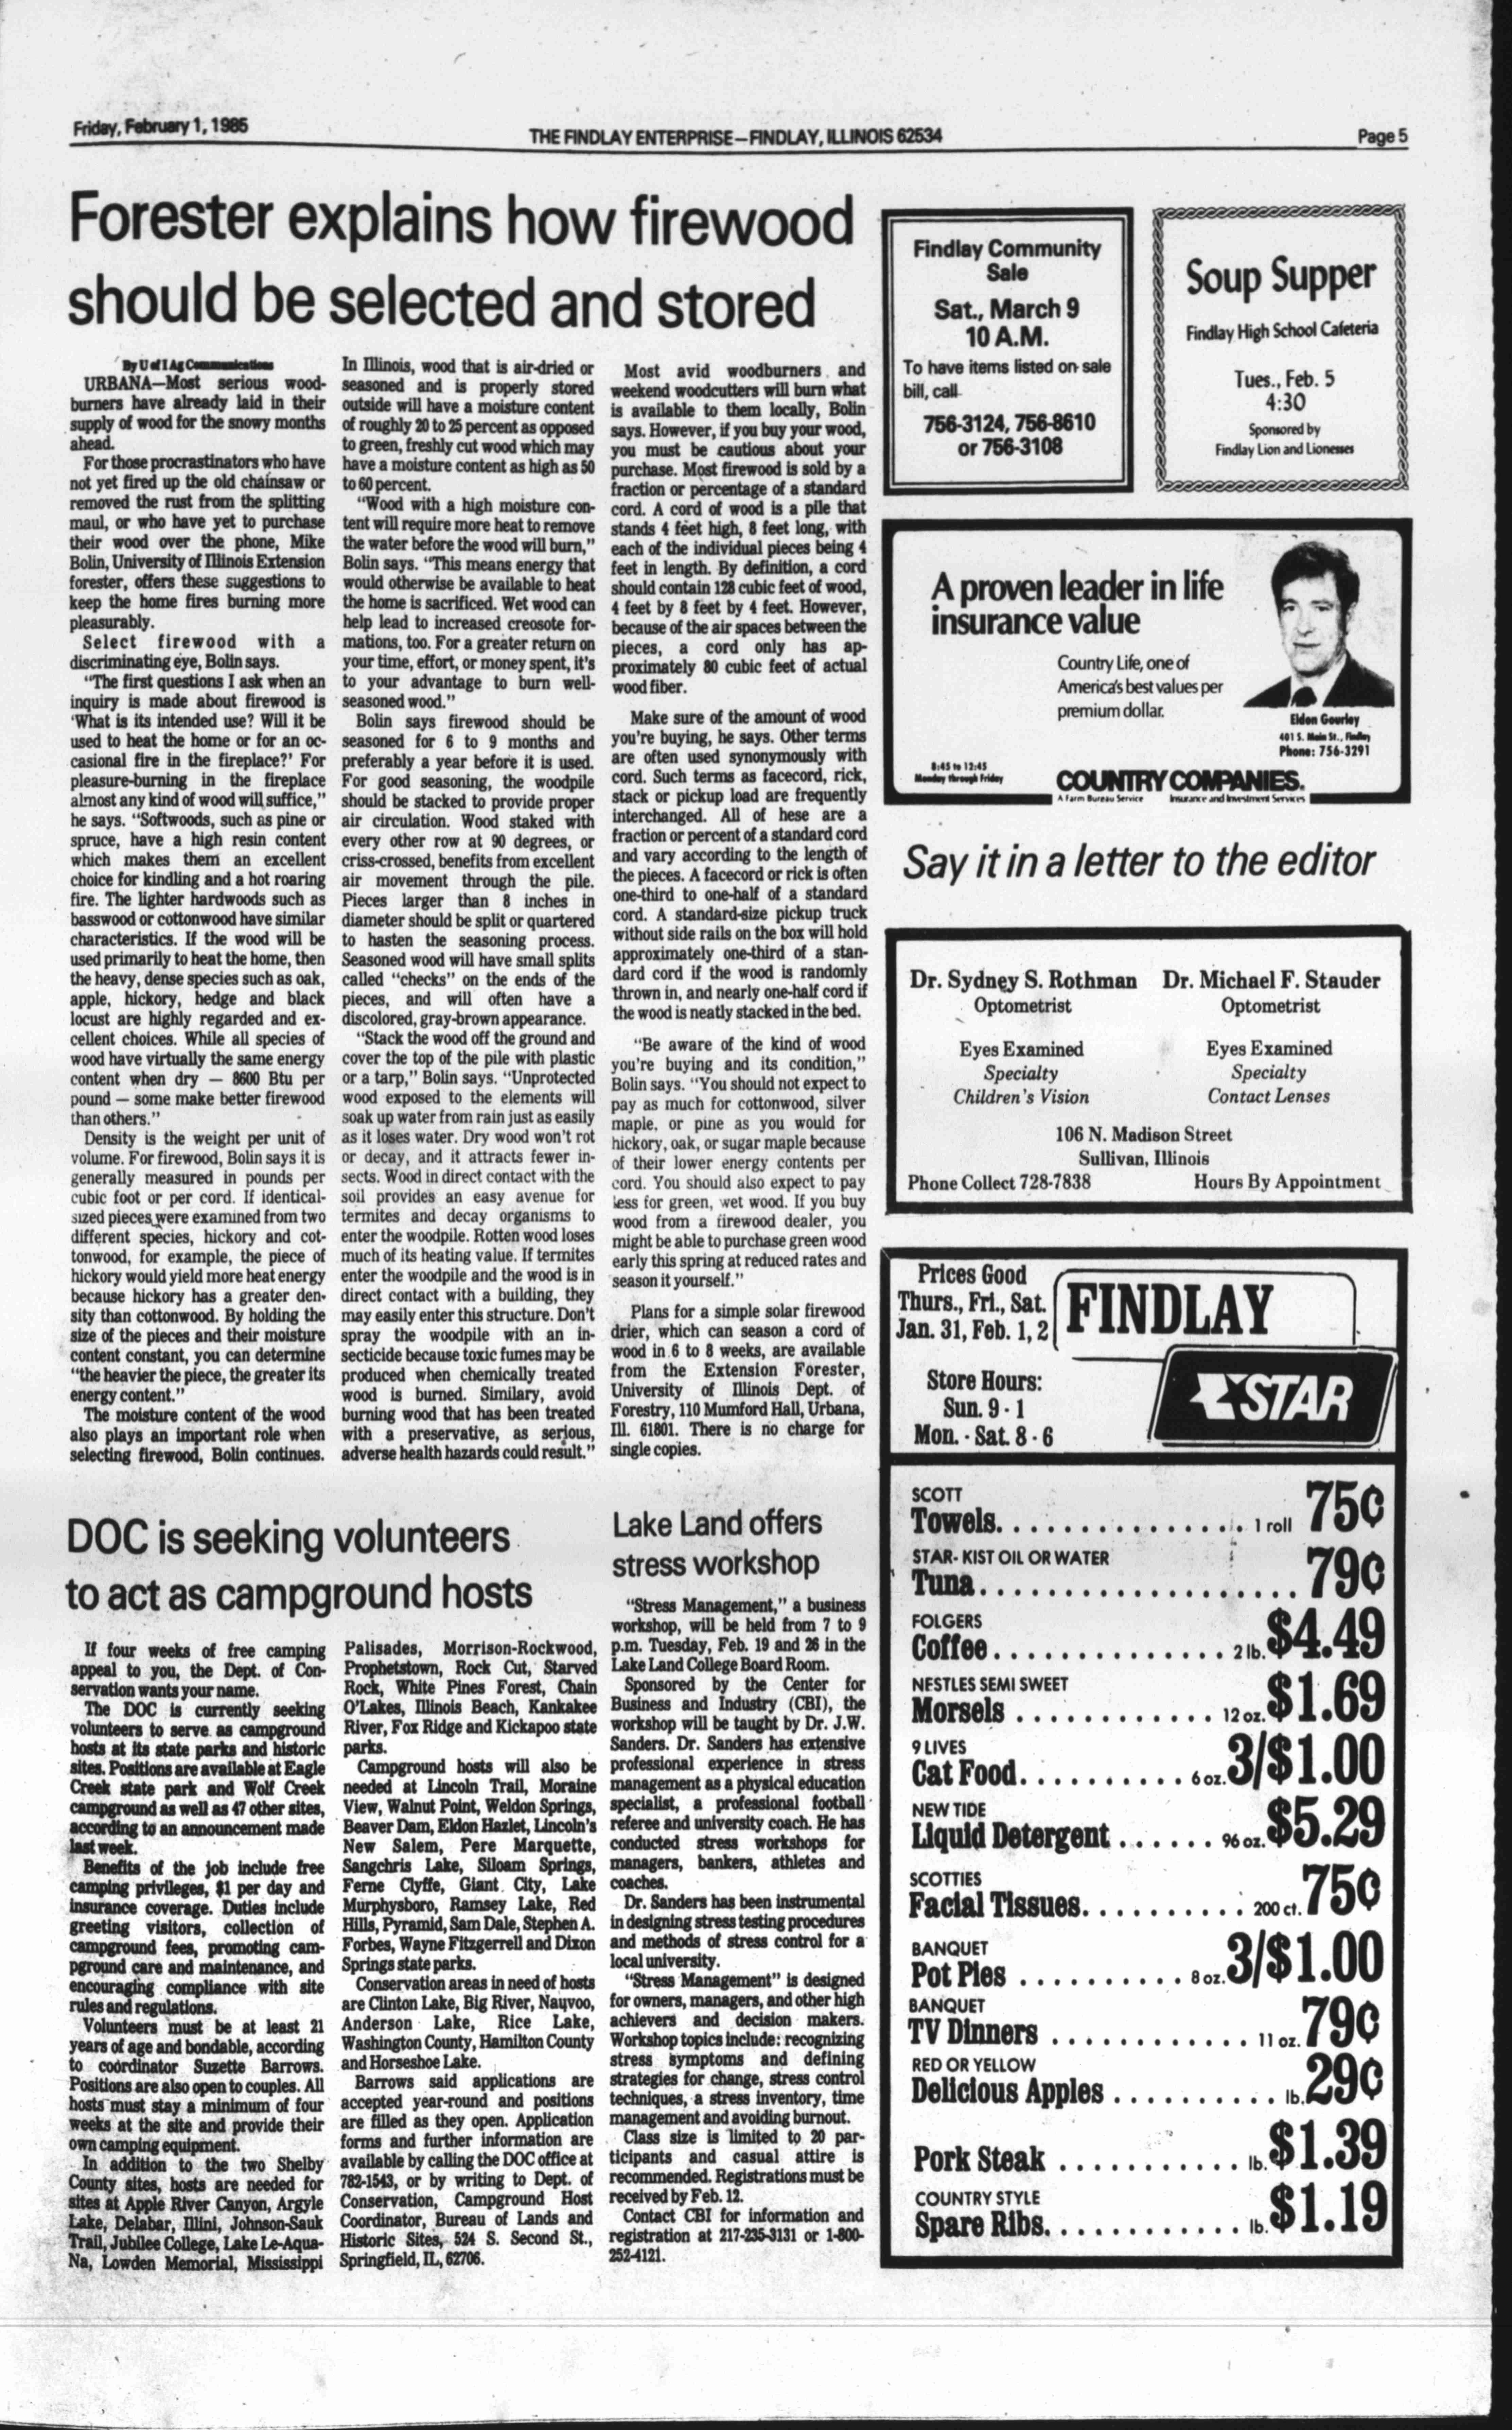 Friday, February 1, 1985
THE FINDLAY ENTERPRISE—FINDLAY, ILLINOIS 62534
Page 5
Forester explains how firewood
should be selected and stored
By U of I Ag Communications
URBANA—Most serious wood-
burners have already laid in their
supply of wood for the snowy months
ahead.
For those procrastinators who have
not yet fired up the old chainsaw or
removed the rust from the splitting
maul, or who have yet to purchase
their wood over the phone, Mike
Bolin, University of Illinois Extension
forester, offers these suggestions to
keep the home fires burning more
pleasurably.
Select firewood with a
discriminating eye, Bolin says.
"The first questions I ask when an
inquiry is made about firewood is
'What is its intended use? Will it be
used to heat the home or for an oc-
casional fire in the fireplace?' For
pleasure-burning in the fireplace
almost any kind of wood will suffice,"
he says. "Softwoods, such as pine or
spruce, have a high resin content
which makes them an excellent
choice for kindling and a hot roaring
fire. The lighter hardwoods such as
basswood or cottonwood have similar
characteristics. If the wood will be
used primarily to heat the home, then
the heavy, dense species such as oak,
apple, hickory, hedge and black
locust are highly regarded and ex-
cellent choices. While all species of
wood have virtually the same energy
content when dry — 8600 Btu per
pound — some make better firewood
than others."
Density is the weight per unit of
volume. For firewood, Bolin says it is
generally measured in pounds per
cubic foot or per cord. If identical-
sized pieces were examined from two
different species, hickory and cot-
tonwood, for example, the piece of
hickory would yield more heat energy
because hickory has a greater den-
sity than cottonwood. By holding the
size of the pieces and their moisture
content constant, you can determine
"the heavier the piece, the greater its
energy content."
The moisture content of the wood
also plays an important role when
selecting firewood, Bolin continues.
In Illinois, wood that is air-dried or
seasoned and is properly stored
outside will have a moisture content
of roughly 20 to 25 percent as opposed
to green, freshly cut wood which may
have a moisture content as high as 50
to 60 percent.
"Wood with a high moisture con-
tent will require more heat to remove
the water before the wood will burn,"
Bolin says. "This means energy that
would otherwise be available to heat
the home is sacrificed. Wet wood can
help lead to increased creosote for-
mations, too. For a greater return on
your time, effort, or money spent, it's
to your advantage to burn well-
seasoned wood."
Bolin says firewood should be
seasoned for 6 to 9 months and
preferably a year before it is used.
For good seasoning, the woodpile
should be stacked to provide proper
air circulation. Wood staked with
every other row at 90 degrees, or
criss-crossed, benefits from excellent
air movement through the pile.
Pieces larger than 8 inches in
diameter should be split or quartered
to hasten the seasoning process.
Seasoned wood will have small splits
called "checks" on the ends of the
pieces, and will often have a
discolored, gray-brown appearance.
"Stack the wood off the ground and
cover the top of the pile with plastic
or a tarp," Bolin says. "Unprotected
wood exposed to the elements will
soak up water from rain just as easily
as it loses water. Dry wood won't rot
or decay, and it attracts fewer in-
sects. Wood in direct contact with the
soil provides an easy avenue for
termites and decay organisms to
enter the woodpile. Rotten wood loses
much of its heating value. If termites
enter the woodpile and the wood is in
direct contact with a building, they
may easily enter this structure. Don't
spray the woodpile with an in-
secticide because toxic fumes may be
produced when chemically treated
wood is burned. Similary, avoid
burning wood that has been treated
with a preservative, as serious,
adverse health hazards could result."
Most avid woodburners and
weekend woodcutters will burn what
is available to them locally, Bolin
says. However, if you buy your wood,
you must be cautious about your
purchase. Most firewood is sold by a
fraction or percentage of a standard
cord. A cord of wood is a pile that
stands 4 feet high, 8 feet long, with
each of the individual pieces being 4
feet in length. By definition, a cord
should contain 128 cubic feet of wood,
4 feet by 8 feet by 4 feet. However,
because of the air spaces between the
pieces, a cord only has ap-
proximately 80 cubic feet of actual
wood fiber.
Make sure of the amount of wood
you're buying, he says. Other terms
are often used synonymously with
cord. Such terms as facecord, rick,
stack or pickup load are frequently
interchanged. All of hese are a
fraction or percent of a standard cord
and vary according to the length of
the pieces. A facecord or rick is often
one-third to one-half of a standard
cord. A standard-size pickup truck
without side rails on the box will hold
approximately one-third of a stan-
dard cord if the wood is randomly
thrown in, and nearly one-half cord if
the wood is neatly stacked in the bed.
"Be aware of the kind of wood
you're buying and its condition,"
Bolin says. "You should not expect to
pay as much for cottonwood, silver
maple, or pine as you would for
hickory, oak, or sugar maple because
of their lower energy contents per
cord. You should also expect to pay
less for green, wet wood. If you buy
wood from a firewood dealer, you
might be able to purchase green wood
early this spring at reduced rates and
season it yourself."
Plans for a simple solar firewood
drier, which can season a cord of
wood in 6 to 8 weeks, are available
from the Extension Forester,
University of Illinois Dept. of
Forestry, 110 Mumford Hall, Urbana,
Ill. 61801. There is no charge for
single copies.
DOC is seeking volunteers
to act as campground hosts
If four weeks of free camping
appeal to you, the Dept. of Con-
servation wants your name.
The DOC is currently seeking
volunteers to serve as campground
hosts at its state parks and historic
sites. Positions are available at Eagle
Creek state park and Wolf Creek
campground as well as 47 other sites,
according to an announcement made
last week.
Benefits of the job include free
camping privileges, $1 per day and
insurance coverage. Duties include
greeting visitors, collection of
campground fees, promoting cam-
pground care and maintenance, and
encouraging compliance with site
rules and regulations.
Volunteers must be at least 21
years of age and bondable, according
to coordinator Suzette Barrows.
Positions are also open to couples. All
hosts must stay a minimum of four
weeks at the site and provide their
own camping equipment.
In addition to the two Shelby
County sites, hosts are needed for
sites at Apple River Canyon, Argyle
Lake, Delabar, Illini, Johnson-Sauk
Trail, Jubilee College, Lake Le-Aqua-
Na, Lowden Memorial, Mississippi
Palisades, Morrison-Rockwood,
Prophetstown, Rock Cut, Starved
Rock, White Pines Forest, Chain
O'Lakes, Illinois Beach, Kankakee
River, Fox Ridge and Kickapoo state
parks.
Campground hosts will also be
needed at Lincoln Trail, Moraine
View, Walnut Point, Weldon Springs,
Beaver Dam, Eldon Hazlet, Lincoln's
New Salem, Pere Marquette,
Sangchris Lake, Siloam Springs,
Ferne Clyffe, Giant City, Lake
Murphysboro, Ramsey Lake, Red
Hills, Pyramid, Sam Dale, Stephen A.
Forbes, Wayne Fitzgerrell and Dixon
Springs state parks.
Conservation areas in need of hosts
are Clinton Lake, Big River, Nauvoo,
Anderson Lake, Rice Lake,
Washington County, Hamilton County
and Horseshoe Lake.
Barrows said applications are
accepted year-round and positions
are filled as they open. Application
forms and further information are
available by calling the DOC office at
782-1543, or by writing to Dept. of
Conservation, Campground Host
Coordinator, Bureau of Lands and
Historic Sites, 524 S. Second St.,
Springfield, IL, 62706.
Lake Land offers
stress workshop
"Stress Management," a business
workshop, will be held from 7 to 9
p.m. Tuesday, Feb. 19 and 26 in the
Lake Land College Board Room.
Sponsored by the Center for
Business and Industry (CBI), the
workshop will be taught by Dr. J.W.
Sanders. Dr. Sanders has extensive
professional experience in stress
management as a physical education
specialist, a professional football
referee and university coach. He has
conducted stress workshops for
managers, bankers, athletes and
coaches.
Dr. Sanders has been instrumental
in designing stress testing procedures
and methods of stress control for a
local university.
"Stress Management" is designed
for owners, managers, and other high
achievers and decision makers.
Workshop topics include: recognizing
stress symptoms and defining
strategies for change, stress control
techniques, a stress inventory, time
management and avoiding burnout.
Class size is limited to 20 par-
ticipants and casual attire is
recommended. Registrations must be
received by Feb. 12.
Contact CBI for information and
registration at 217-235-3131 or 1-800-
252-4121.
Findlay Community
Sale
Sat., March 9
10 A.M.
To have items listed on sale
bill, call
756-3124, 756-8610
or 756-3108
Soup Supper
Findlay High School Cafeteria
Tues., Feb. 5
4:30
Sponsored by
Findlay Lion and Lionesses
A proven leader in life
insurance value
Country Life, one of
America's best values per
premium dollar.
Eldon Gourley
401 S. Main St., Findlay
Phone: 756-3291
8:45 to 12:45
Monday through Friday
COUNTRY COMPANIES.
A Farm Bureau Service
Insurance and Investment Services
Say it in a letter to the editor
Dr. Sydney S. Rothman
Optometrist
Eyes Examined
Specialty
Children's Vision
Dr. Michael F. Stauder
Optometrist
Eyes Examined
Specialty
Contact Lenses
106 N. Madison Street
Sullivan, Illinois
Phone Collect 728-7838
Hours By Appointment
Prices Good
Thurs., Fri., Sat.
Jan. 31, Feb. 1, 2
Store Hours:
Sun. 9 - 1
Mon. - Sat. 8 - 6
FINDLAY
STAR
SCOTT
Towels. . . . . . . . . . . . . . . . 1 roll 75¢
STAR-KIST OIL OR WATER
Tuna . . . . . . . . . . . . . . . . . . . 79¢
FOLGERS
Coffee . . . . . . . . . . . . . . 2 lb. $4.49
NESTLES SEMI SWEET
Morsels . . . . . . . . . . . . 12 oz. $1.69
9 LIVES
Cat Food. . . . . . . . . . 6 oz. 3/$1.00
NEW TIDE
Liquid Detergent . . . . . . 96 oz. $5.29
SCOTTIES
Facial Tissues. . . . . . . . . . 200 ct. 75¢
BANQUET
Pot Pies . . . . . . . . . . 8 oz. 3/$1.00
BANQUET
TV Dinners . . . . . . . . . . . . 11 oz. 79¢
RED OR YELLOW
Delicious Apples . . . . . . . . . . lb. 29¢
Pork Steak . . . . . . . . . . . lb. $1.39
COUNTRY STYLE
Spare Ribs. . . . . . . . . . . . lb. $1.19